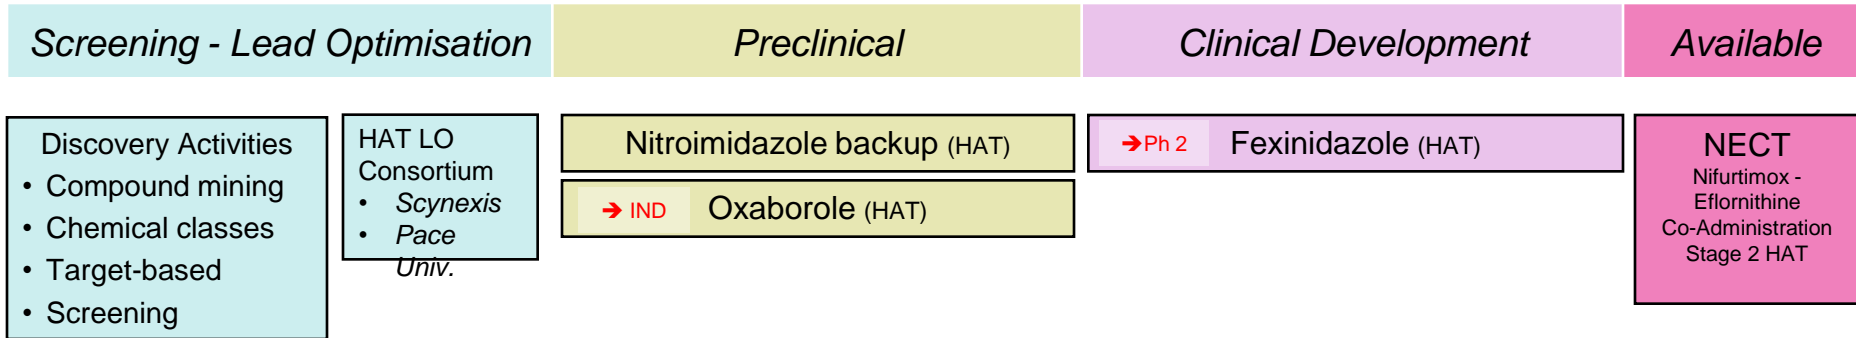 Screening - Lead Optimisation
Preclinical
Clinical Development
Available
Discovery Activities
• Compound mining
• Chemical classes
• Target-based
• Screening
HAT LO
Consortium
• Scynexis
• Pace
Univ.
Nitroimidazole backup (HAT)
➔ IND Oxaborole (HAT)
➔Ph 2 Fexinidazole (HAT)
NECT
Nifurtimox -
Eflornithine
Co-Administration
Stage 2 HAT